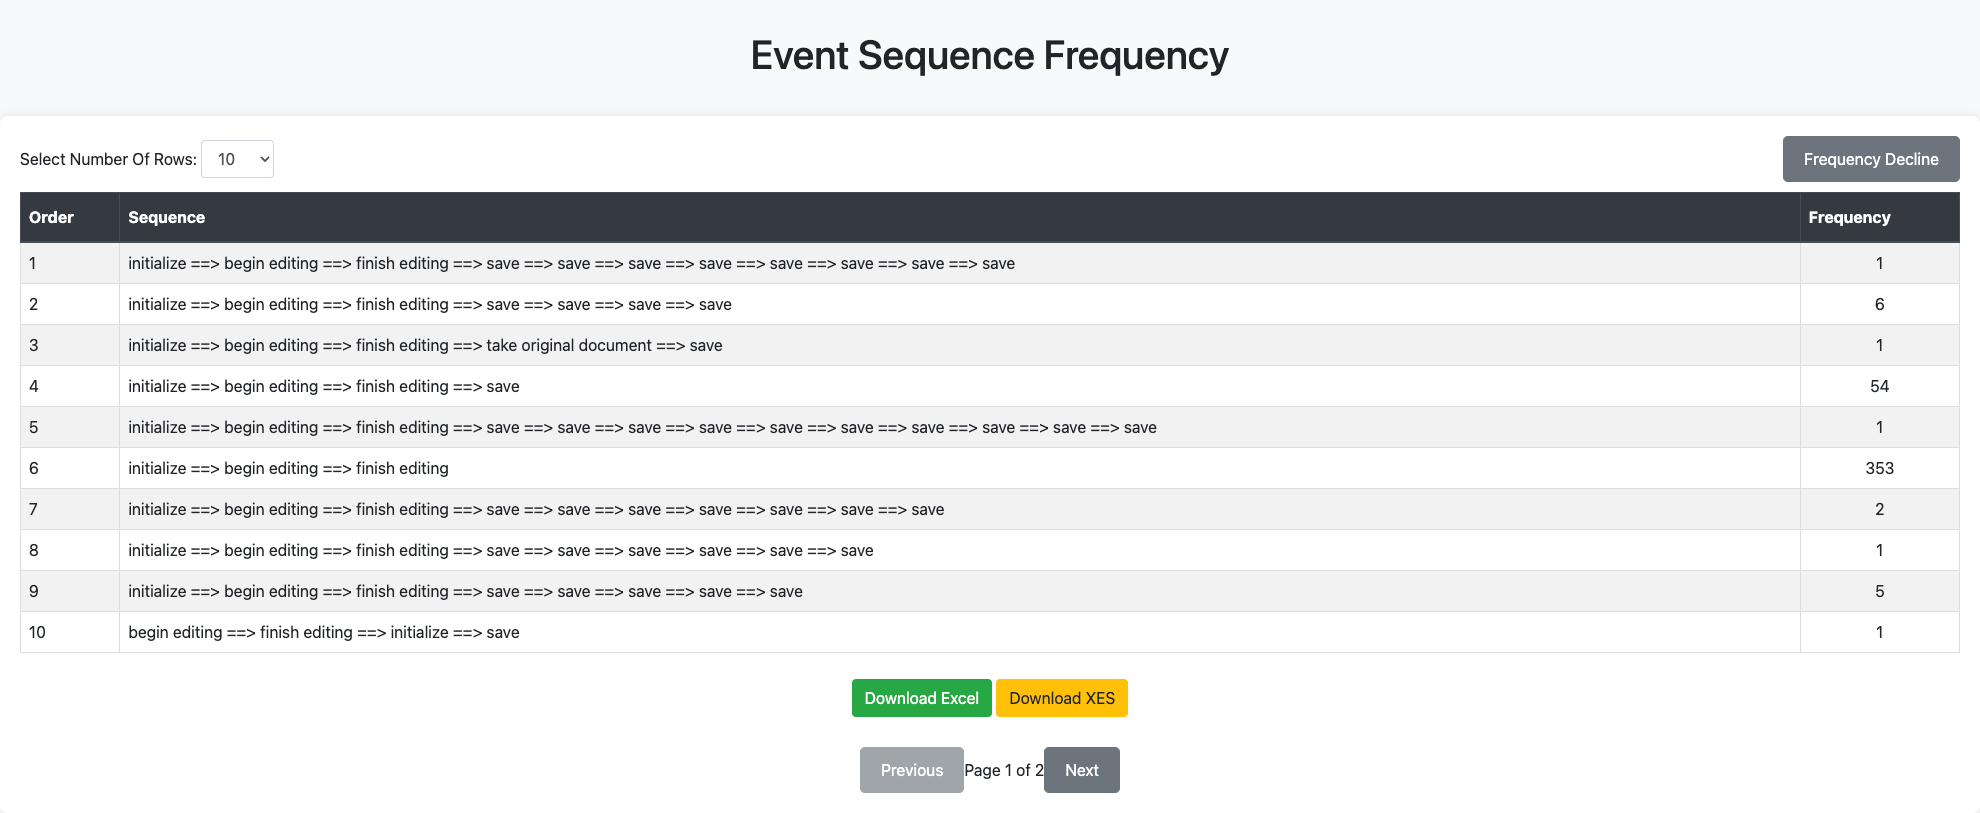 Event Sequence Frequency
Select Number Of Rows: 10 Frequency Decline
Order Sequence Frequency
1 initialize ==> begin editing ==> finish editing ==> save ==> save ==> save ==> save ==> save ==> save ==> save ==> save 1
2 initialize ==> begin editing ==> finish editing ==> save ==> save ==> save ==> save 6
3 initialize ==> begin editing ==> finish editing ==> take original document ==> save 1
4 initialize ==> begin editing ==> finish editing ==> save 54
5 initialize ==> begin editing ==> finish editing ==> save ==> save ==> save ==> save ==> save ==> save ==> save ==> save ==> save ==> save 1
6 initialize ==> begin editing ==> finish editing 353
7 initialize ==> begin editing ==> finish editing ==> save ==> save ==> save ==> save ==> save ==> save ==> save 2
8 initialize ==> begin editing ==> finish editing ==> save ==> save ==> save ==> save ==> save ==> save 1
9 initialize ==> begin editing ==> finish editing ==> save ==> save ==> save ==> save ==> save 5
10 begin editing ==> finish editing ==> initialize ==> save 1
Download Excel Download XES
Previous Page 1 of 2 Next